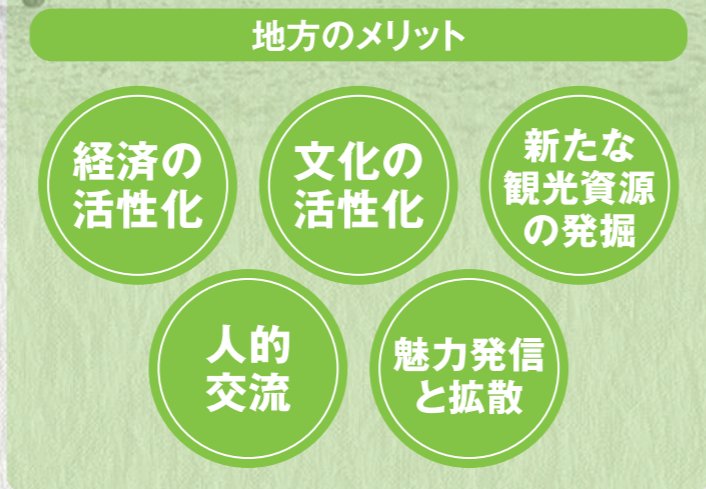 地方のメリット
経済の
活性化
文化の
活性化
新たな
観光資源
の発掘
人的
交流
魅力発信
と拡散